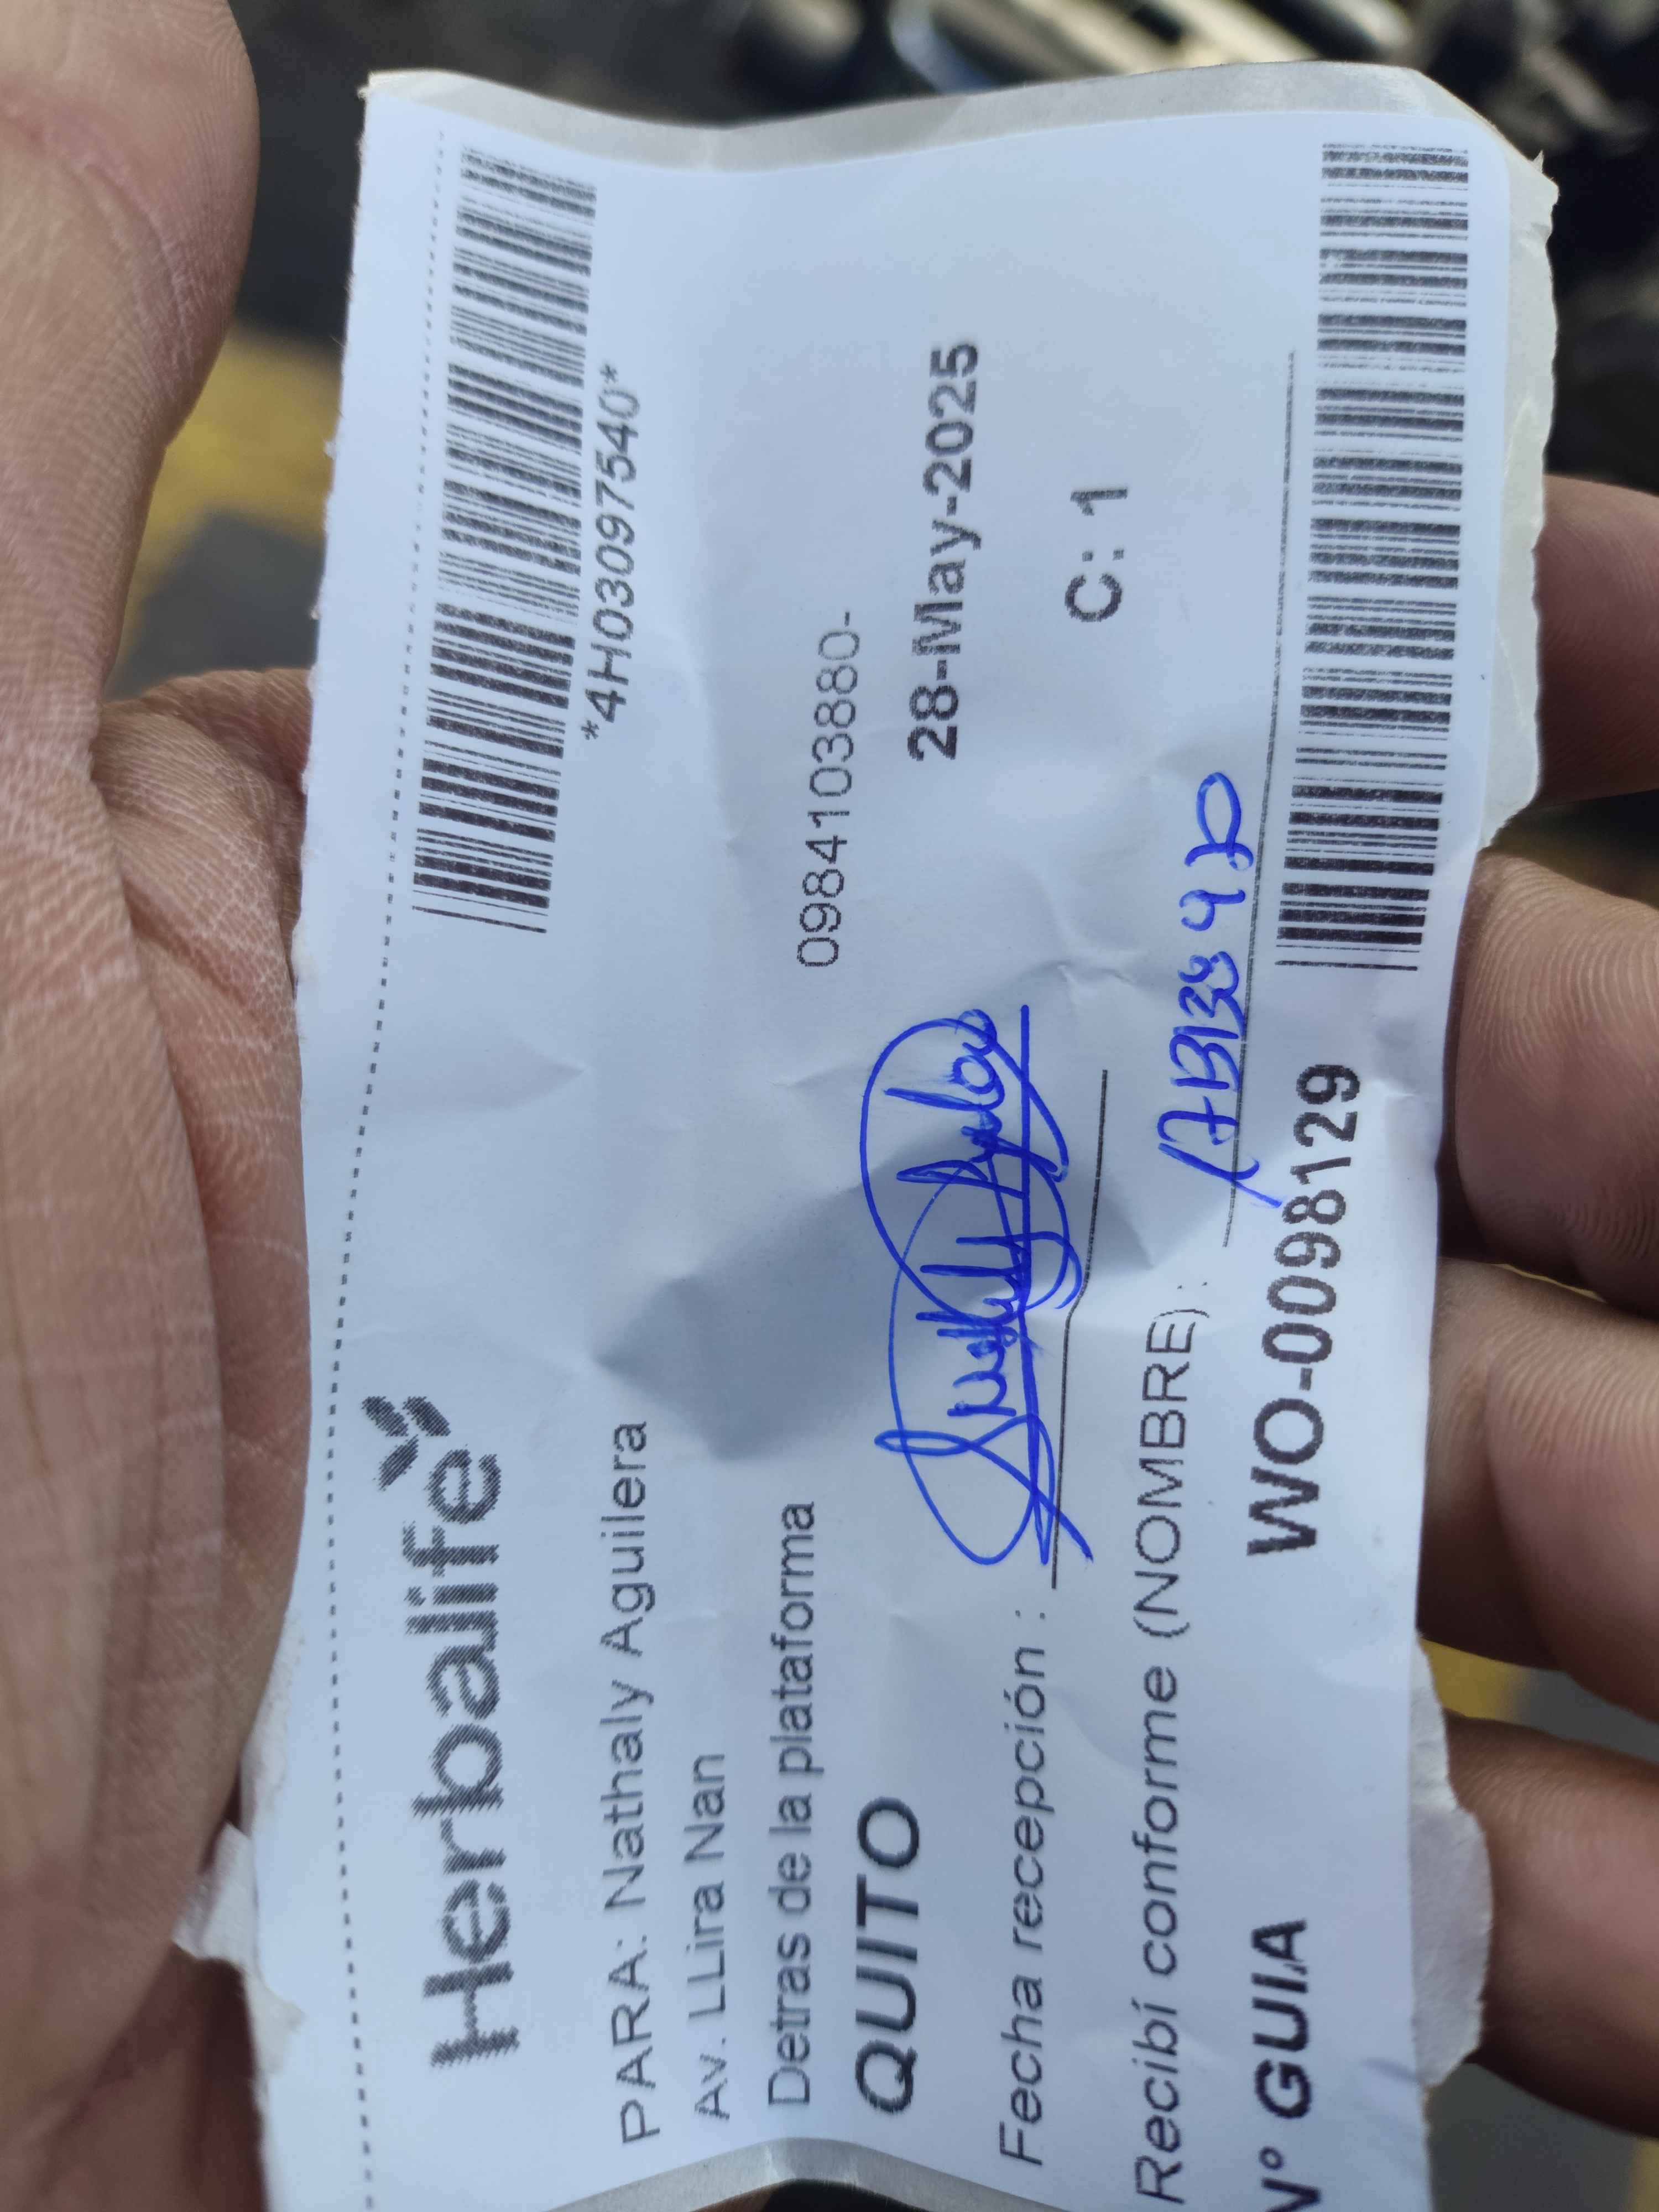 Herbalife
*4H03097540*
PARA: Nathaly Aguilera
Av. LLira Nan
Detras de la plataforma
0984103880-
QUITO
28-May-2025
Fecha recepción :
C: 1
Recibí conforme (NOMBRE) :
N° GUIA WO-0098129